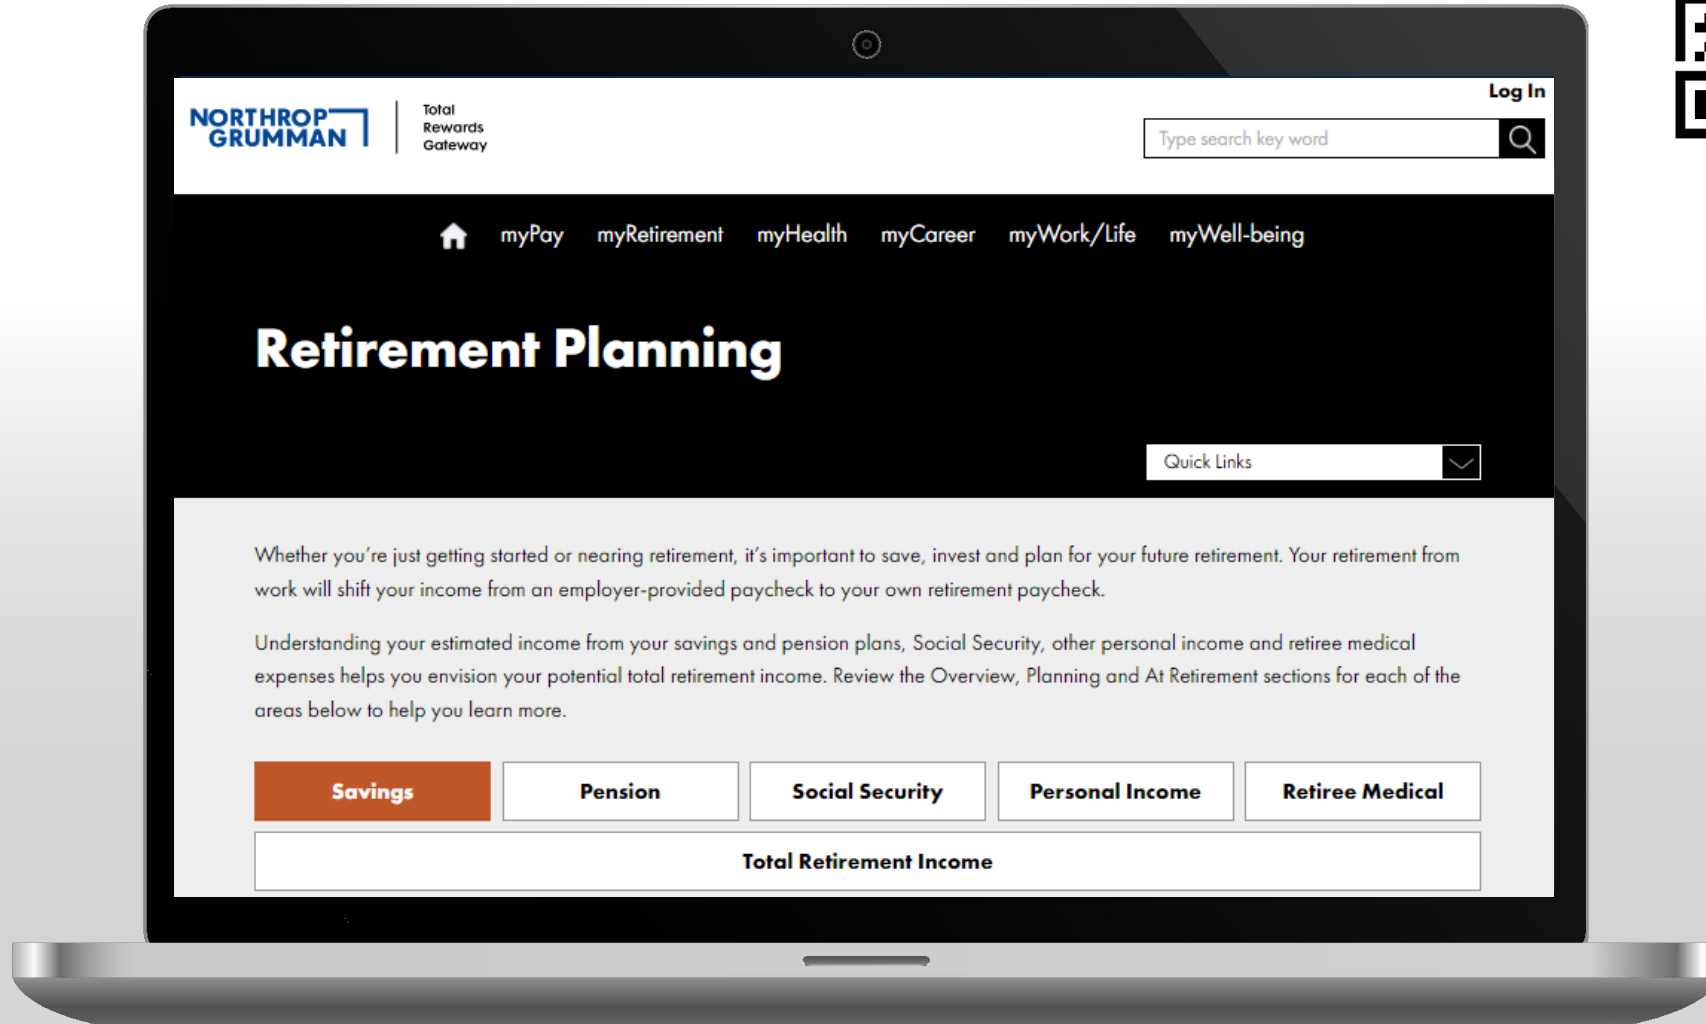 NORTHROP
GRUMMAN
Total
Rewards
Gateway
Log In
Type search key word
myPay myRetirement myHealth myCareer myWork/Life myWell-being
Retirement Planning
Quick Links
Whether you're just getting started or nearing retirement, it's important to save, invest and plan for your future retirement. Your retirement from
work will shift your income from an employer-provided paycheck to your own retirement paycheck.
Understanding your estimated income from your savings and pension plans, Social Security, other personal income and retiree medical
expenses helps you envision your potential total retirement income. Review the Overview, Planning and At Retirement sections for each of the
areas below to help you learn more.
Savings Pension Social Security Personal Income Retiree Medical
Total Retirement Income